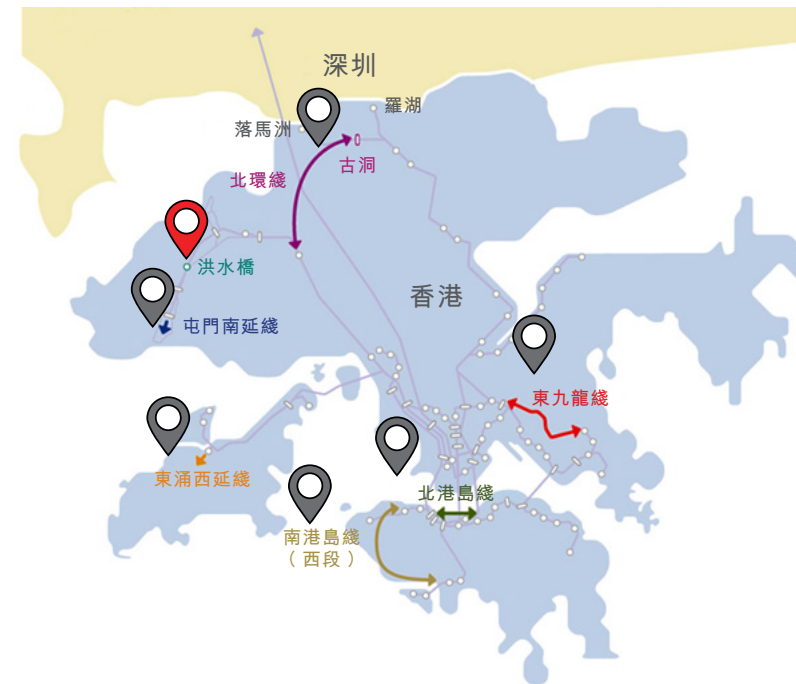 深圳
羅湖
落馬洲
古洞
北環綫
洪水橋
香港
屯門南延綫
東九龍綫
東涌西延綫
北港島綫
南港島綫
（西段）